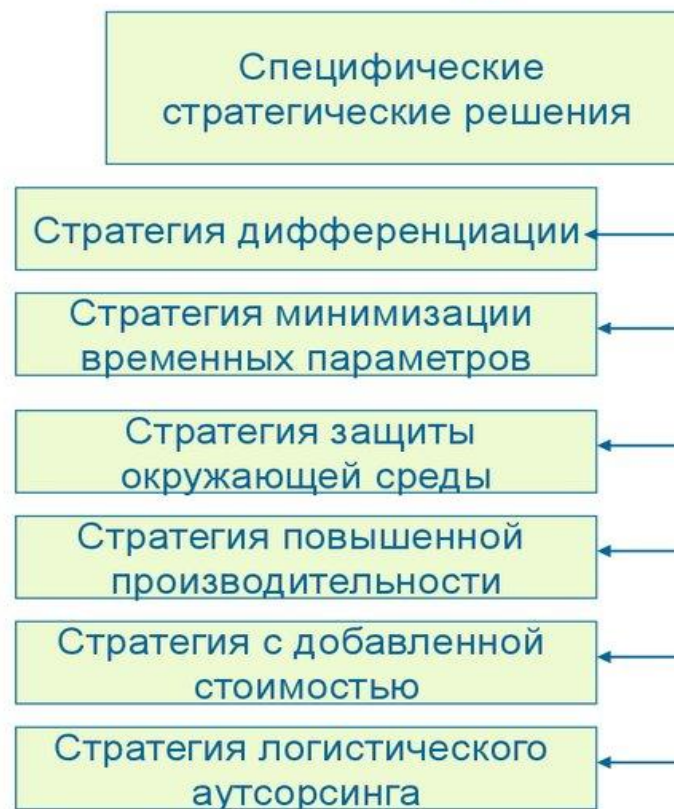 Специфические
стратегические решения
Стратегия дифференциации
Стратегия минимизации
временных параметров
Стратегия защиты
окружающей среды
Стратегия повышенной
производительности
Стратегия с добавленной
стоимостью
Стратегия логистического
аутсорсинга